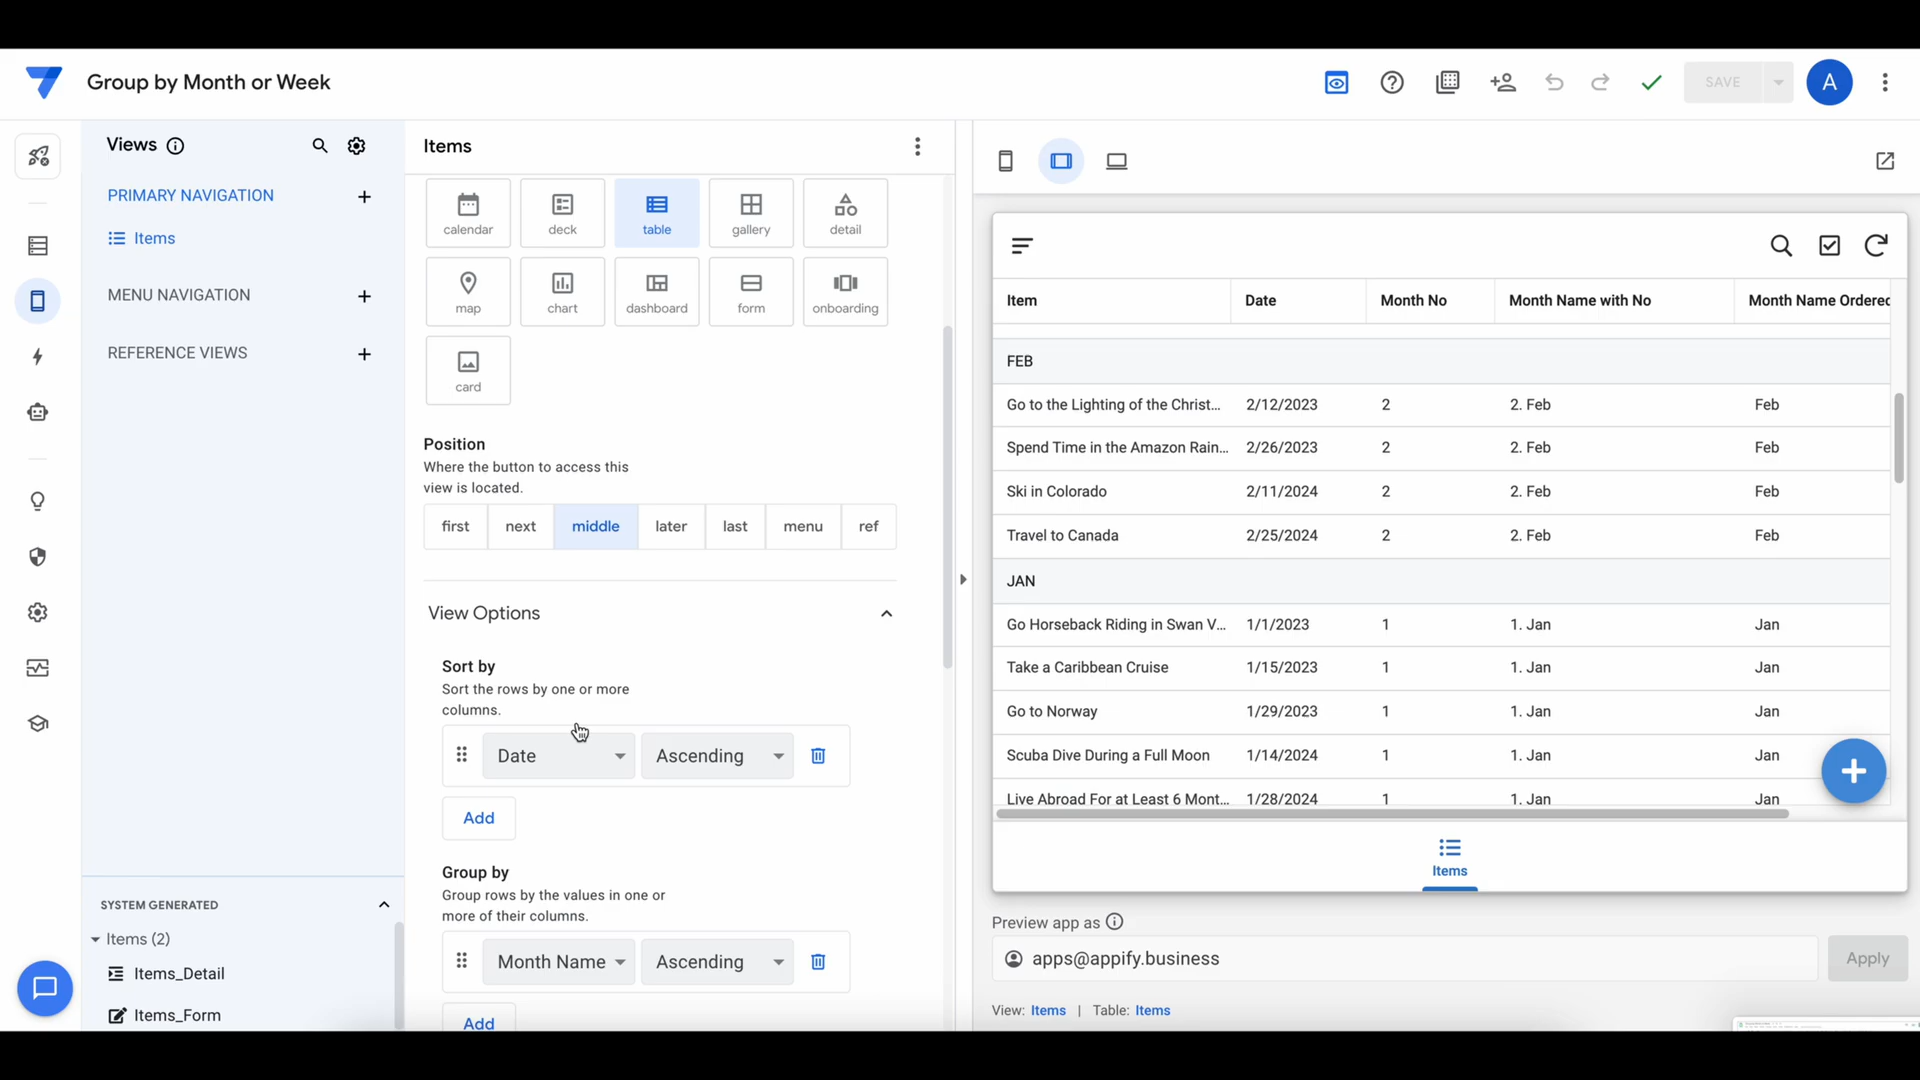 Group by Month or Week
SAVE
A
Views
PRIMARY NAVIGATION
Items
MENU NAVIGATION
REFERENCE VIEWS
SYSTEM GENERATED
Items (2)
Items_Detail
Items_Form
Items
calendar
deck
table
gallery
detail
map
chart
dashboard
form
onboarding
card
Position
Where the button to access this
view is located.
first
next
middle
later
last
menu
ref
View Options
Sort by
Sort the rows by one or more
columns.
Date
Ascending
Add
Group by
Group rows by the values in one or
more of their columns.
Month Name
Ascending
Add
Item Date Month No Month Name with No Month Name Ordered
FEB
Go to the Lighting of the Christ... 2/12/2023 2 2. Feb Feb
Spend Time in the Amazon Rain... 2/26/2023 2 2. Feb Feb
Ski in Colorado 2/11/2024 2 2. Feb Feb
Travel to Canada 2/25/2024 2 2. Feb Feb
JAN
Go Horseback Riding in Swan V... 1/1/2023 1 1. Jan Jan
Take a Caribbean Cruise 1/15/2023 1 1. Jan Jan
Go to Norway 1/29/2023 1 1. Jan Jan
Scuba Dive During a Full Moon 1/14/2024 1 1. Jan Jan
Live Abroad For at Least 6 Mont... 1/28/2024 1 1. Jan Jan
Items
Preview app as
apps@appify.business
Apply
View: Items | Table: Items